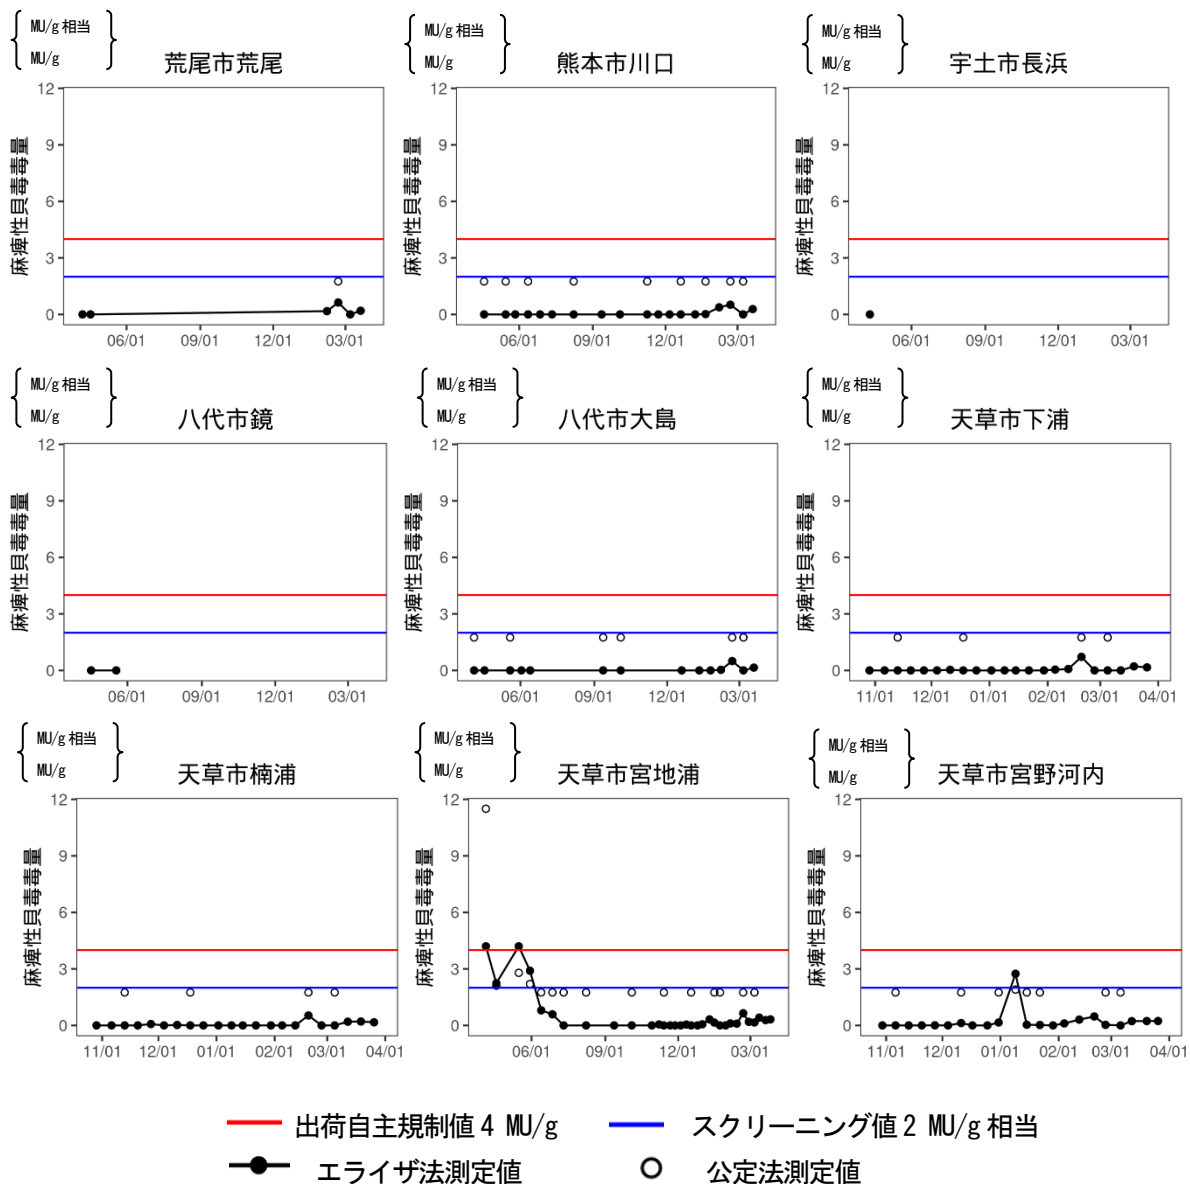 MU/g 相当
MU/g
荒尾市荒尾
麻痺性貝毒毒量
12
9
6
3
0
06/01 09/01 12/01 03/01
MU/g 相当
MU/g
熊本市川口
麻痺性貝毒毒量
12
9
6
3
0
06/01 09/01 12/01 03/01
MU/g 相当
MU/g
宇土市長浜
麻痺性貝毒毒量
12
9
6
3
0
06/01 09/01 12/01 03/01
MU/g 相当
MU/g
八代市鏡
麻痺性貝毒毒量
12
9
6
3
0
06/01 09/01 12/01 03/01
MU/g 相当
MU/g
八代市大島
麻痺性貝毒毒量
12
9
6
3
0
06/01 09/01 12/01 03/01
MU/g 相当
MU/g
天草市下浦
麻痺性貝毒毒量
12
9
6
3
0
11/01 12/01 01/01 02/01 03/01 04/01
MU/g 相当
MU/g
天草市楠浦
麻痺性貝毒毒量
12
9
6
3
0
11/01 12/01 01/01 02/01 03/01 04/01
MU/g 相当
MU/g
天草市宮地浦
麻痺性貝毒毒量
12
9
6
3
0
06/01 09/01 12/01 03/01
MU/g 相当
MU/g
天草市宮野河内
麻痺性貝毒毒量
12
9
6
3
0
11/01 12/01 01/01 02/01 03/01 04/01
出荷自主規制値 4 MU/g スクリーニング値 2 MU/g 相当
エライザ法測定値 公定法測定値